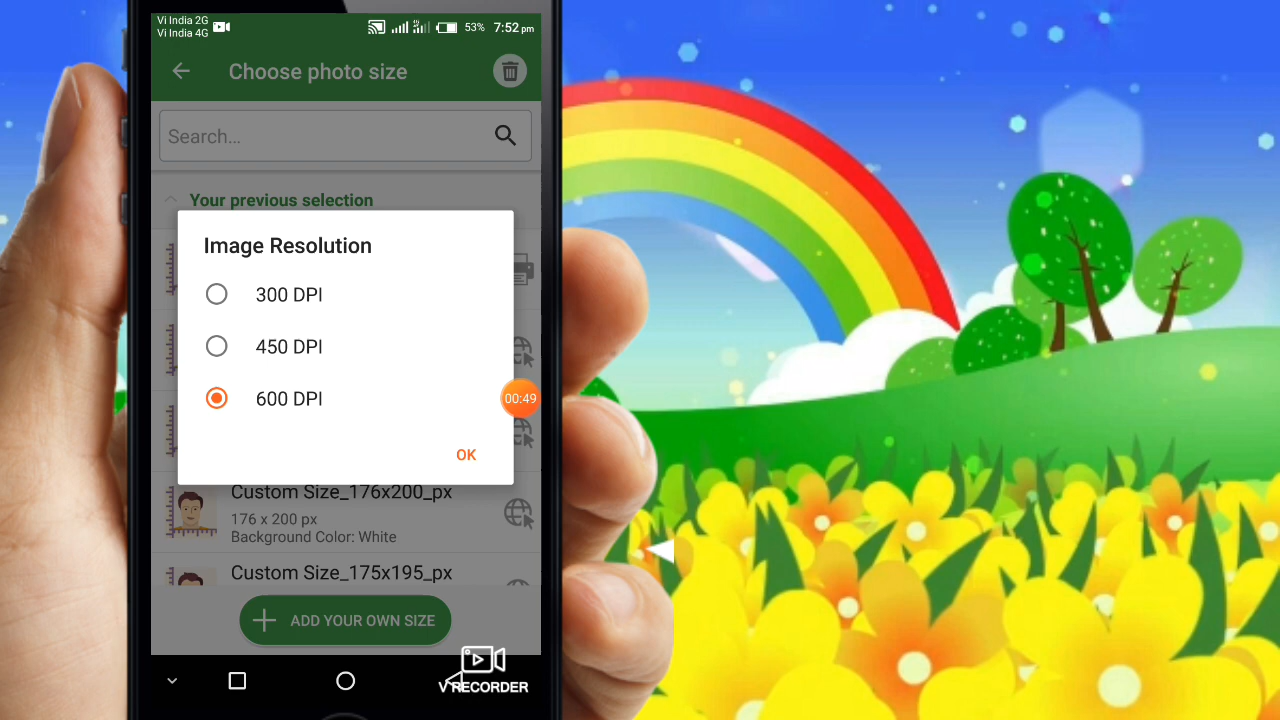 Vi India 2G
Vi India 4G
53%
7:52 pm
Choose photo size
Search...
Your previous selection
Image Resolution
300 DPI
450 DPI
600 DPI
00:49
OK
Custom Size_176x200_px
176 x 200 px
Background Color: White
Custom Size_175x195_px
ADD YOUR OWN SIZE
V RECORDER